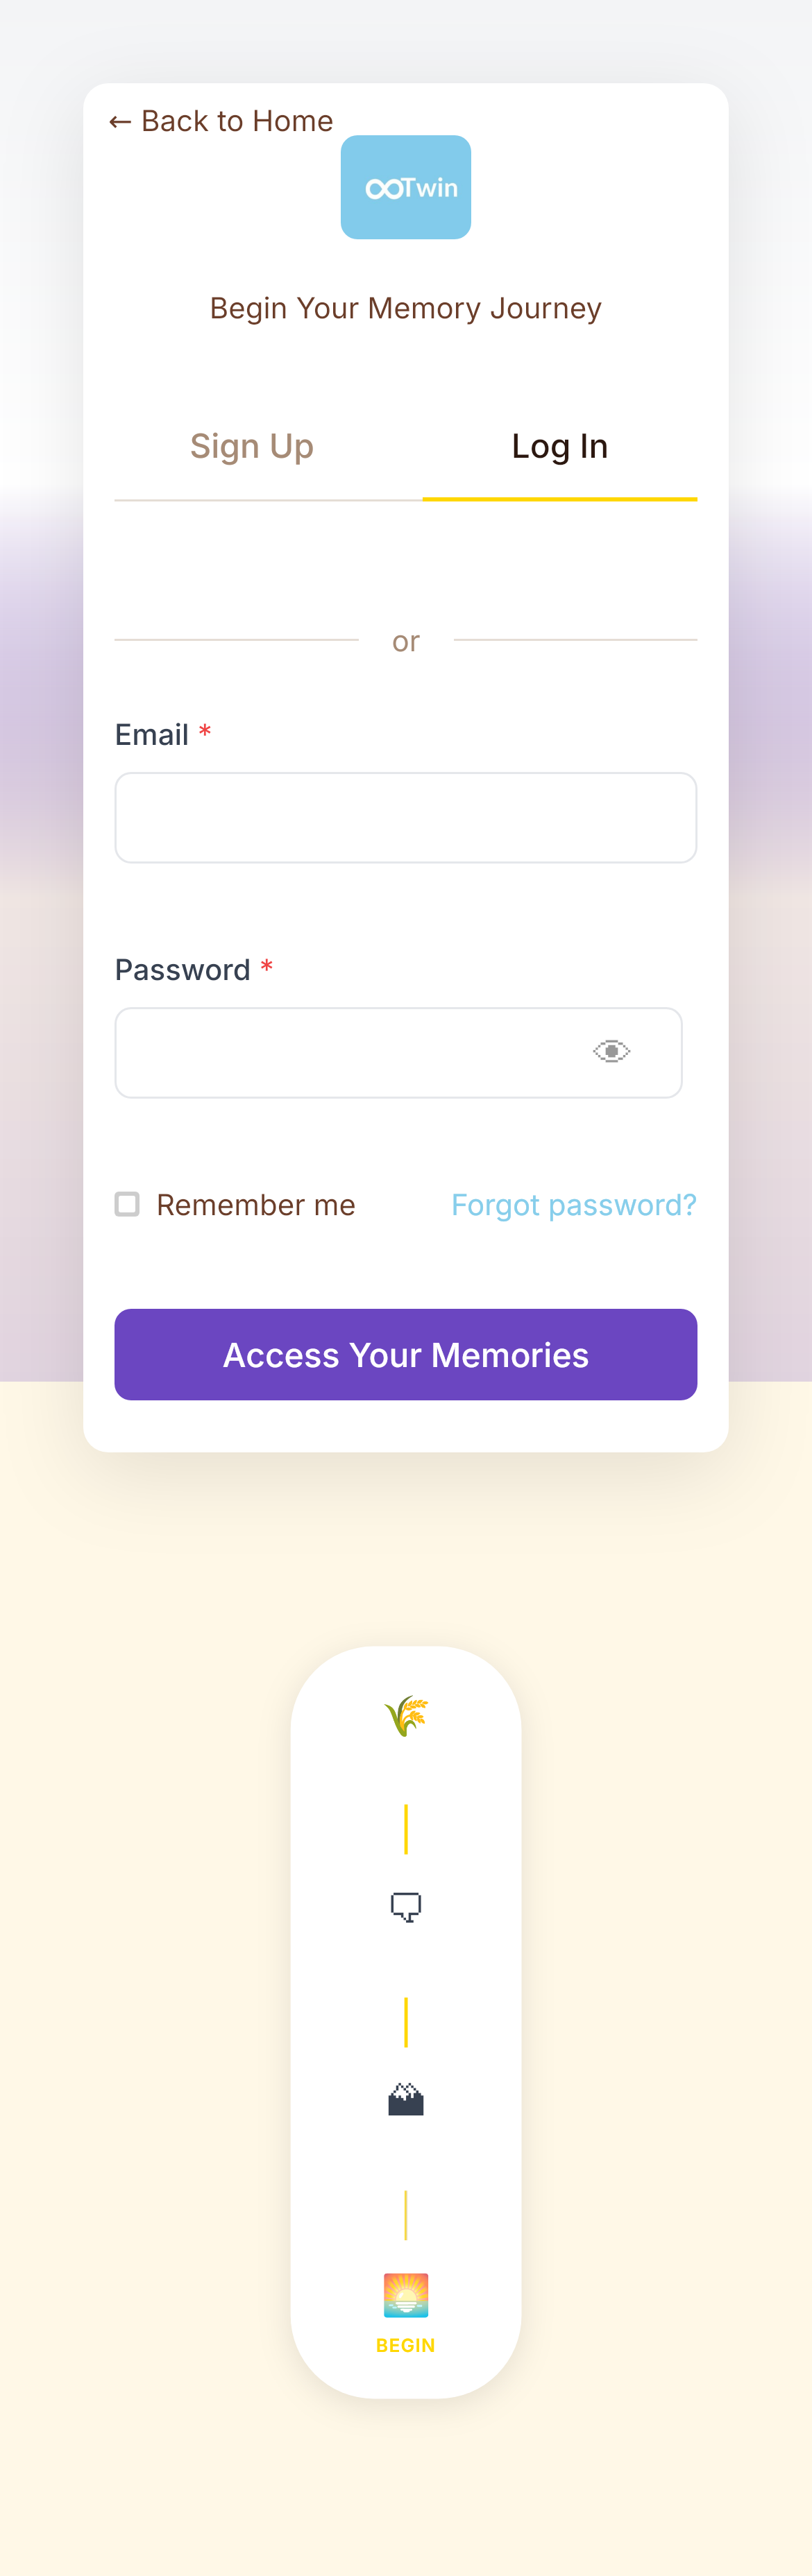 ← Back to Home
∞Twin
Begin Your Memory Journey
Sign Up
Log In
or
Email *
Password *
Remember me
Forgot password?
Access Your Memories
BEGIN